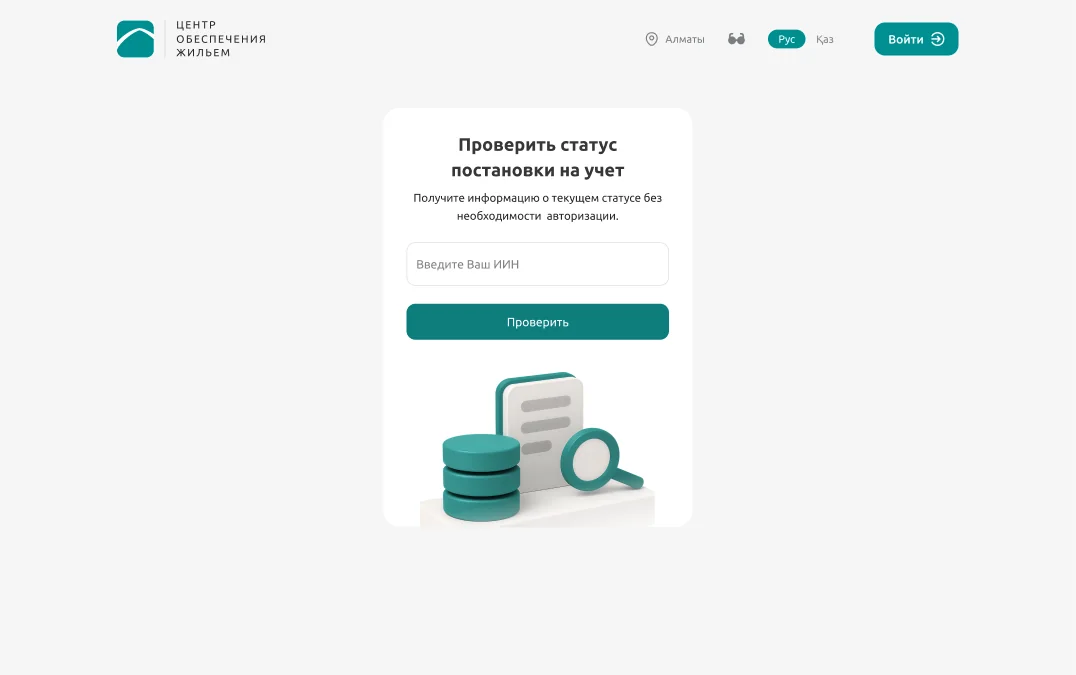 ЦЕНТР
ОБЕСПЕЧЕНИЯ
ЖИЛЬЕМ
Алматы
Рус
Қаз
Войти
Проверить статус
постановки на учет
Получите информацию о текущем статусе без
необходимости авторизации.
Введите Ваш ИИН
Проверить